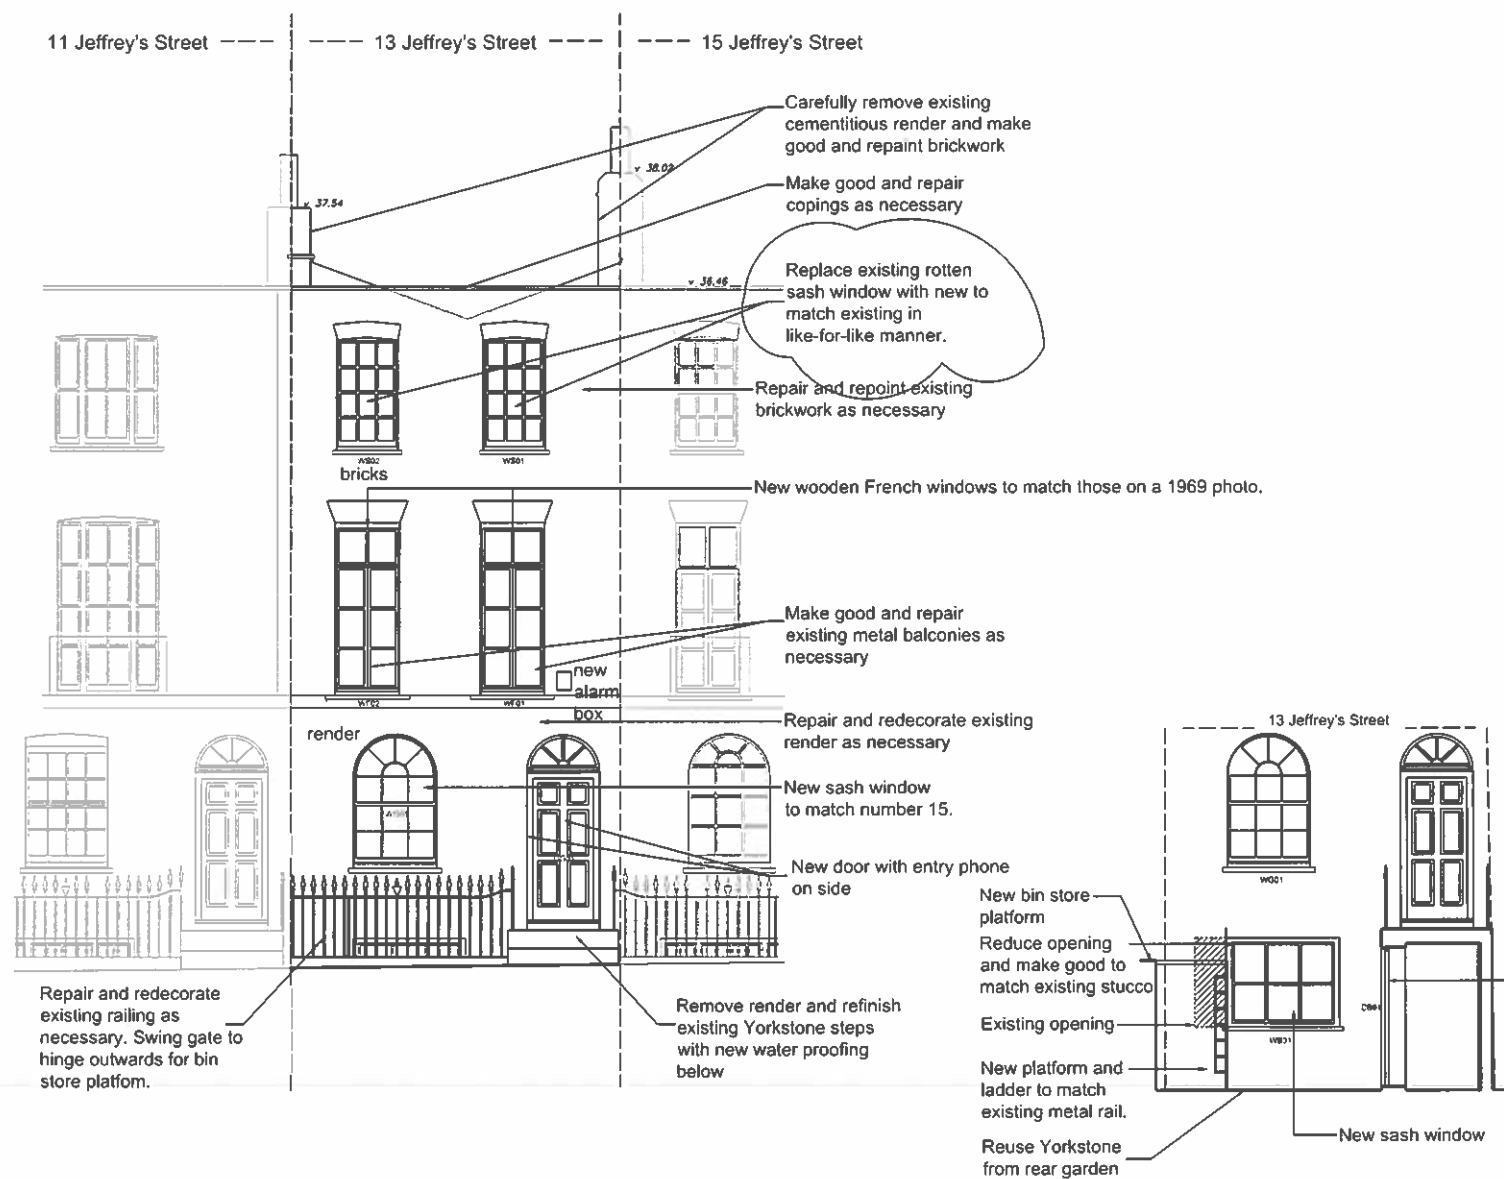 11 Jeffrey's Street
13 Jeffrey's Street
15 Jeffrey's Street
Carefully remove existing
cementitious render and make
good and repaint brickwork
38.02
37.54
Make good and repair
copings as necessary
Replace existing rotten
sash window with new to
match existing in
like-for-like manner.
36.46
Repair and repoint existing
brickwork as necessary
WS02
WS01
bricks
New wooden French windows to match those on a 1969 photo.
Make good and repair
existing metal balconies as
necessary
new
alarm
box
WF02
WF01
render
Repair and redecorate existing
render as necessary
New sash window
to match number 15.
New door with entry phone
on side
Repair and redecorate
existing railing as
necessary. Swing gate to
hinge outwards for bin
store platfom.
Remove render and refinish
existing Yorkstone steps
with new water proofing
below
13 Jeffrey's Street
WG01
New bin store
platform
Reduce opening
and make good to
match existing stucco
Existing opening
WB01
New platform and
ladder to match
existing metal rail.
Reuse Yorkstone
from rear garden
New sash window